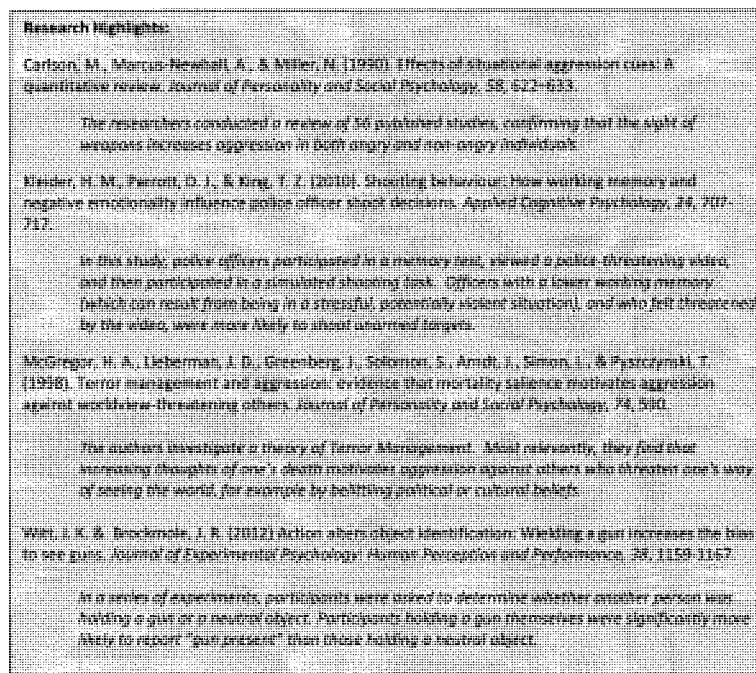 Research Highlights:
Carlson, M., Marcus-Newhall, A., & Miller, N. (1990). Effects of situational aggression cues: A
quantitative review. Journal of Personality and Social Psychology, 58, 622-633.
The researchers conducted a review of 56 published studies, confirming that the sight of
weapons increases aggression in both angry and non-angry individuals.
Kleider, H. M., Parrott, D. J., & King, T. Z. (2010). Shooting behaviour: How working memory and
negative emotionality influence police officer shoot decisions. Applied Cognitive Psychology, 24, 707-
717.
In this study, police officers participated in a memory test, viewed a police-threatening video,
and then participated in a simulated shooting task. Officers with a lower working memory
(which can result from being in a stressful, potentially violent situation), and who felt threatened
by the video, were more likely to shoot unarmed targets.
McGregor, H. A., Lieberman, J. D., Greenberg, J., Solomon, S., Arndt, J., Simon, L., & Pyszczynski, T.
(1998). Terror management and aggression: evidence that mortality salience motivates aggression
against worldview-threatening others. Journal of Personality and Social Psychology, 74, 590.
The authors investigate a theory of Terror Management. Most relevantly, they find that
increasing thoughts of one's death motivates aggression against others who threaten one's way
of seeing the world, for example by belittling political or cultural beliefs.
Witt, J. K. & Brockmole, J. R. (2012) Action alters object identification: Wielding a gun increases the bias
to see guns. Journal of Experimental Psychology: Human Perception and Performance, 38, 1159-1167.
In a series of experiments, participants were asked to determine whether another person was
holding a gun or a neutral object. Participants holding a gun themselves were significantly more
likely to report "gun present" than those holding a neutral object.